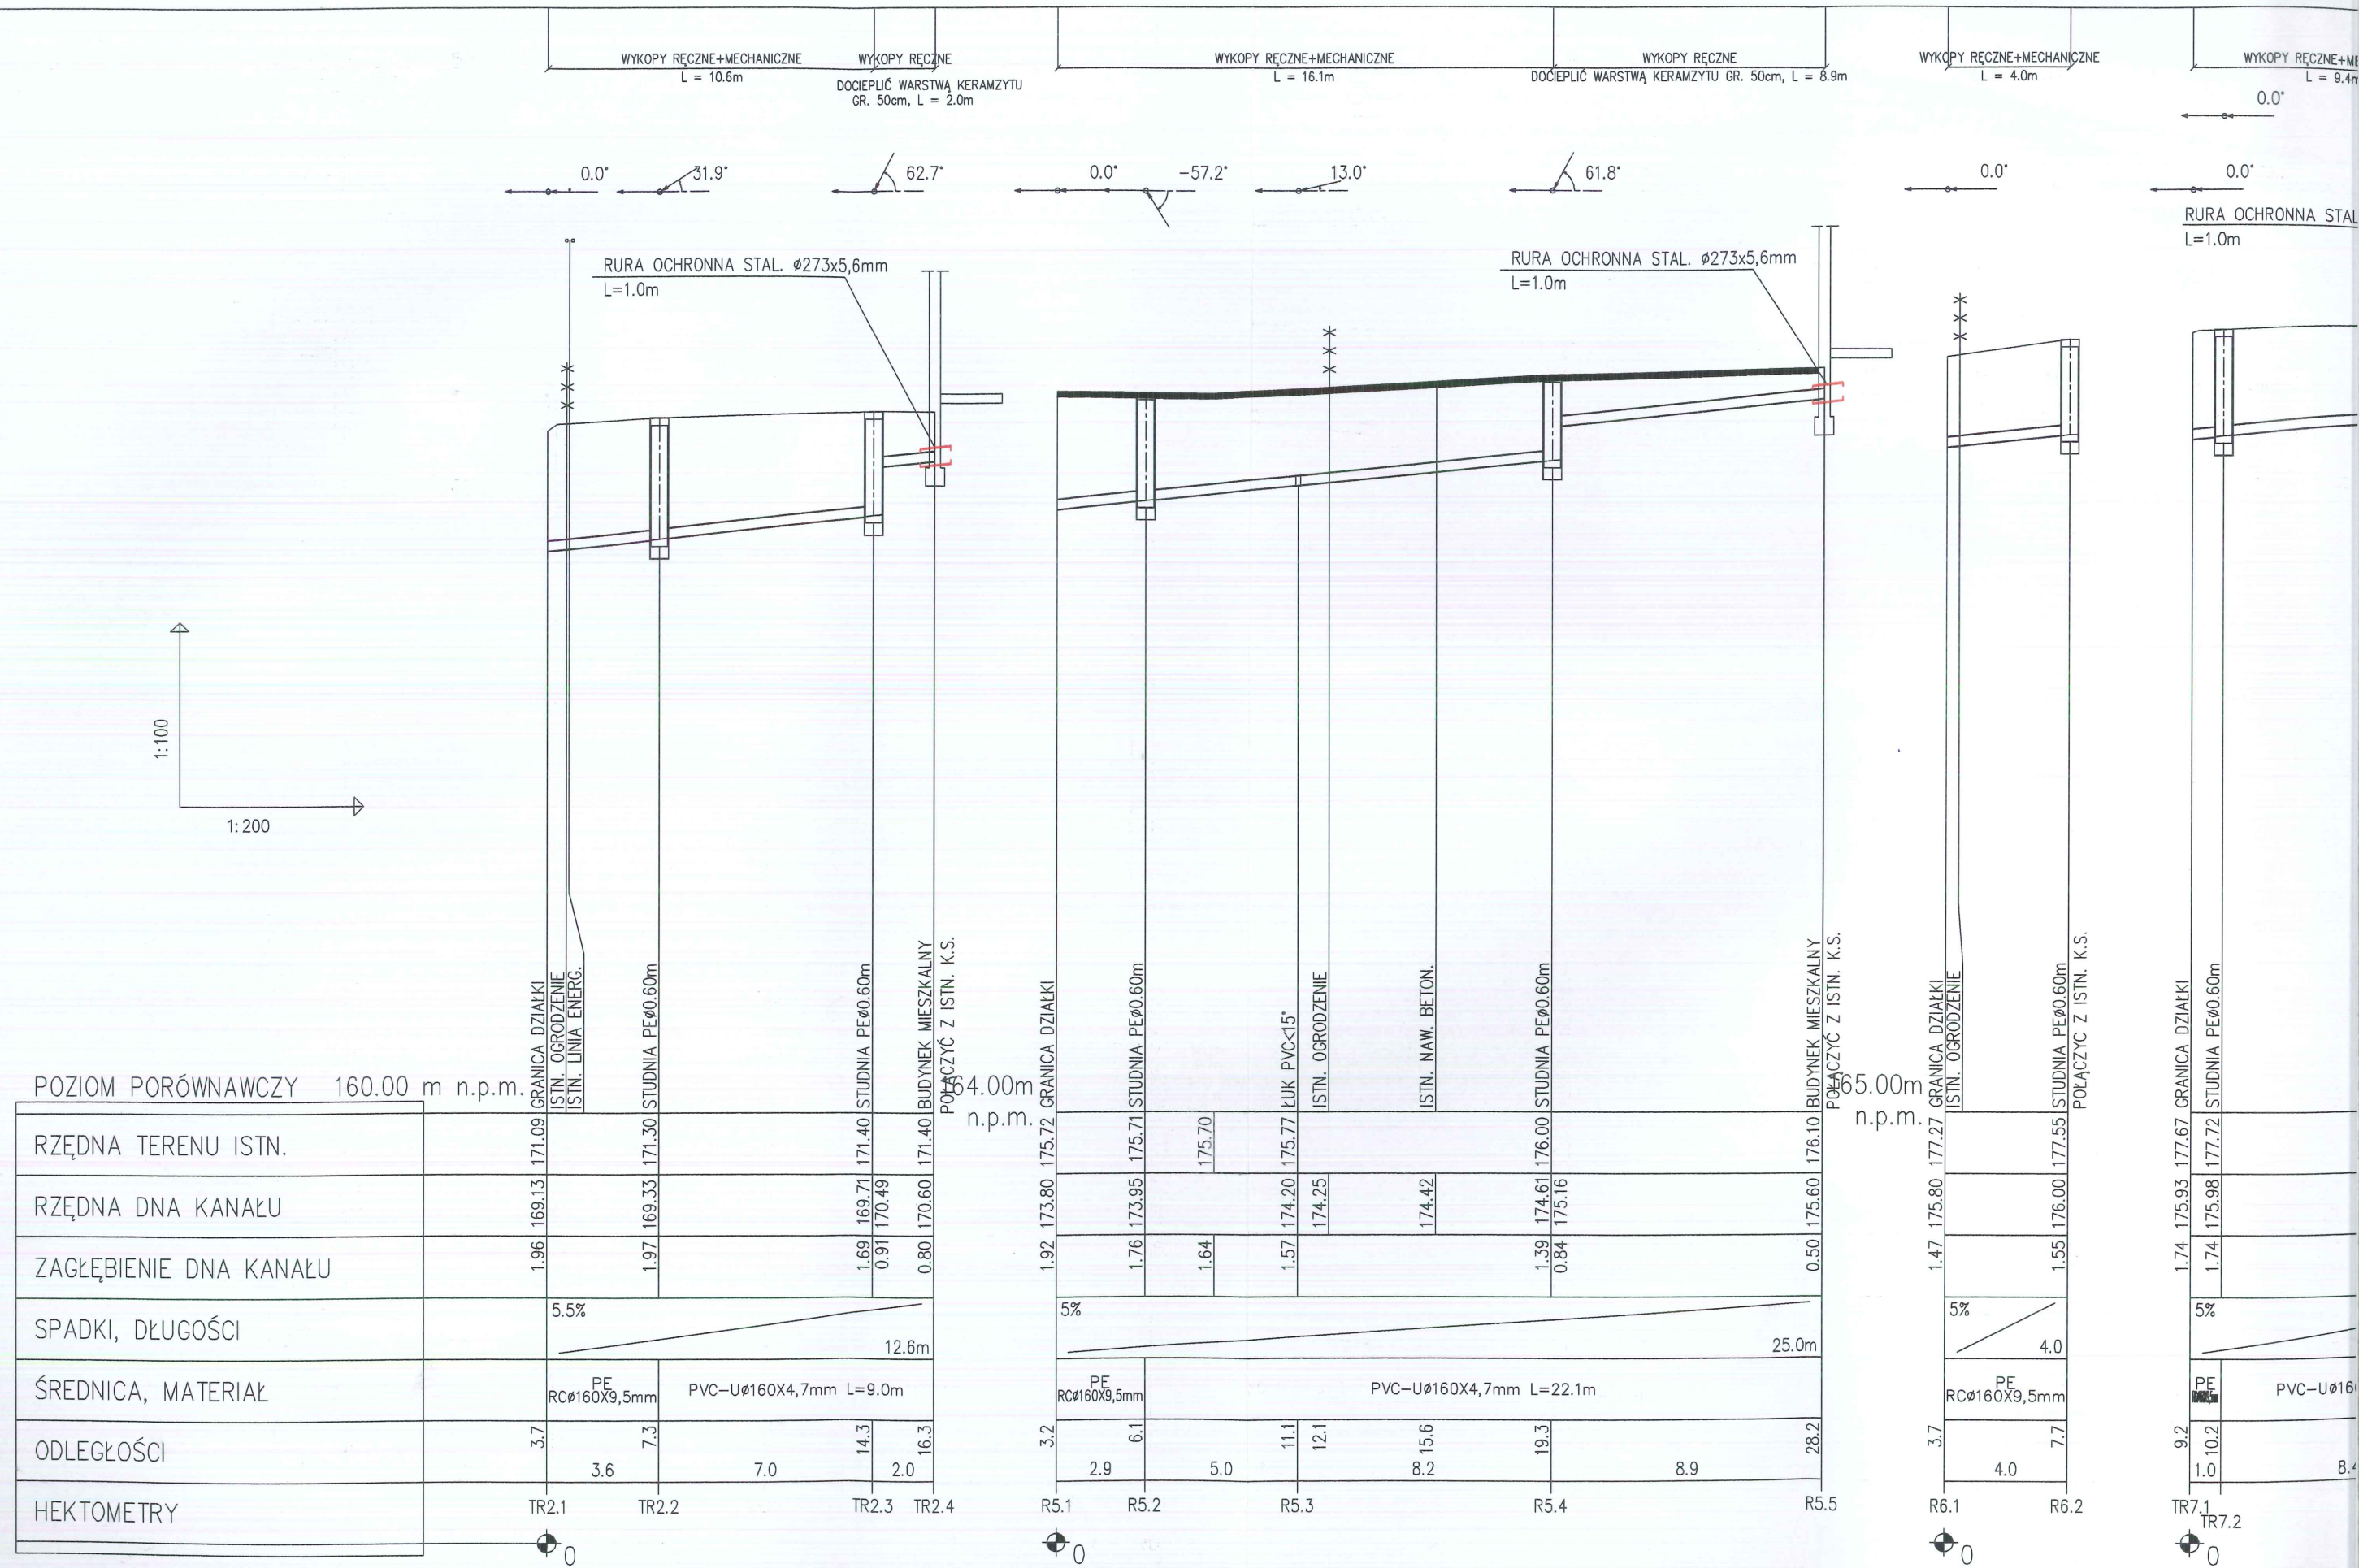 WYKOPY RĘCZNE+MECHANICZNE
L = 10.6m
WYKOPY RĘCZNE
DOCIEPLIĆ WARSTWĄ KERAMZYTU
GR. 50cm, L = 2.0m
WYKOPY RĘCZNE+MECHANICZNE
L = 16.1m
WYKOPY RĘCZNE
DOCIEPLIĆ WARSTWĄ KERAMZYTU GR. 50cm, L = 8.9m
WYKOPY RĘCZNE+MECHANICZNE
L = 4.0m
WYKOPY RĘCZNE+ME
L = 9.4m
0.0°
0.0°
31.9°
62.7°
0.0°
-57.2°
13.0°
61.8°
0.0°
0.0°
RURA OCHRONNA STAL. ø273x5,6mm
L=1.0m
RURA OCHRONNA STAL. ø273x5,6mm
L=1.0m
RURA OCHRONNA STAL
L=1.0m
1:100
1:200
GRANICA DZIAŁKI
ISTN. OGRODZENIE
ISTN. LINIA ENERG.
STUDNIA PEø0.60m
STUDNIA PEø0.60m
BUDYNEK MIESZKALNY
POŁĄCZYĆ Z ISTN. K.S.
GRANICA DZIAŁKI
STUDNIA PEø0.60m
ŁUK PVC<15°
ISTN. OGRODZENIE
ISTN. NAW. BETON.
STUDNIA PEø0.60m
BUDYNEK MIESZKALNY
POŁĄCZYĆ Z ISTN. K.S.
GRANICA DZIAŁKI
ISTN. OGRODZENIE
STUDNIA PEø0.60m
POŁĄCZYĆ Z ISTN. K.S.
GRANICA DZIAŁKI
STUDNIA PEø0.60m
POZIOM PORÓWNAWCZY 160.00 m n.p.m.
164.00m
n.p.m.
165.00m
n.p.m.
RZĘDNA TERENU ISTN.
171.09 171.30 171.40 171.40 175.72 175.71 175.70 175.77 176.00 176.10 177.27 177.55 177.67 177.72
RZĘDNA DNA KANAŁU
169.13 169.33 169.71 170.49 170.60 173.80 173.95 174.20 174.25 174.42 174.61 175.16 175.60 175.80 176.00 175.93 175.98
ZAGŁĘBIENIE DNA KANAŁU
1.96 1.97 1.69 0.91 0.80 1.92 1.76 1.64 1.57 1.39 0.84 0.50 1.47 1.55 1.74 1.74
SPADKI, DŁUGOŚCI
5.5% 12.6m 5% 25.0m 5% 4.0 5%
ŚREDNICA, MATERIAŁ
PE
RCø160X9,5mm
PVC-Uø160X4,7mm L=9.0m
PE
RCø160X9,5mm
PVC-Uø160X4,7mm L=22.1m
PE
RCø160X9,5mm
PE
PVC-Uø16
ODLEGŁOŚCI
3.7 7.3 14.3 16.3 3.2 6.1 11.1 12.1 15.6 19.3 28.2 3.7 7.7 9.2 10.2
3.6 7.0 2.0 2.9 5.0 8.2 8.9 4.0 1.0 8.4
HEKTOMETRY
TR2.1 TR2.2 TR2.3 TR2.4 R5.1 R5.2 R5.3 R5.4 R5.5 R6.1 R6.2 TR7.1
TR7.2
0 0 0 0